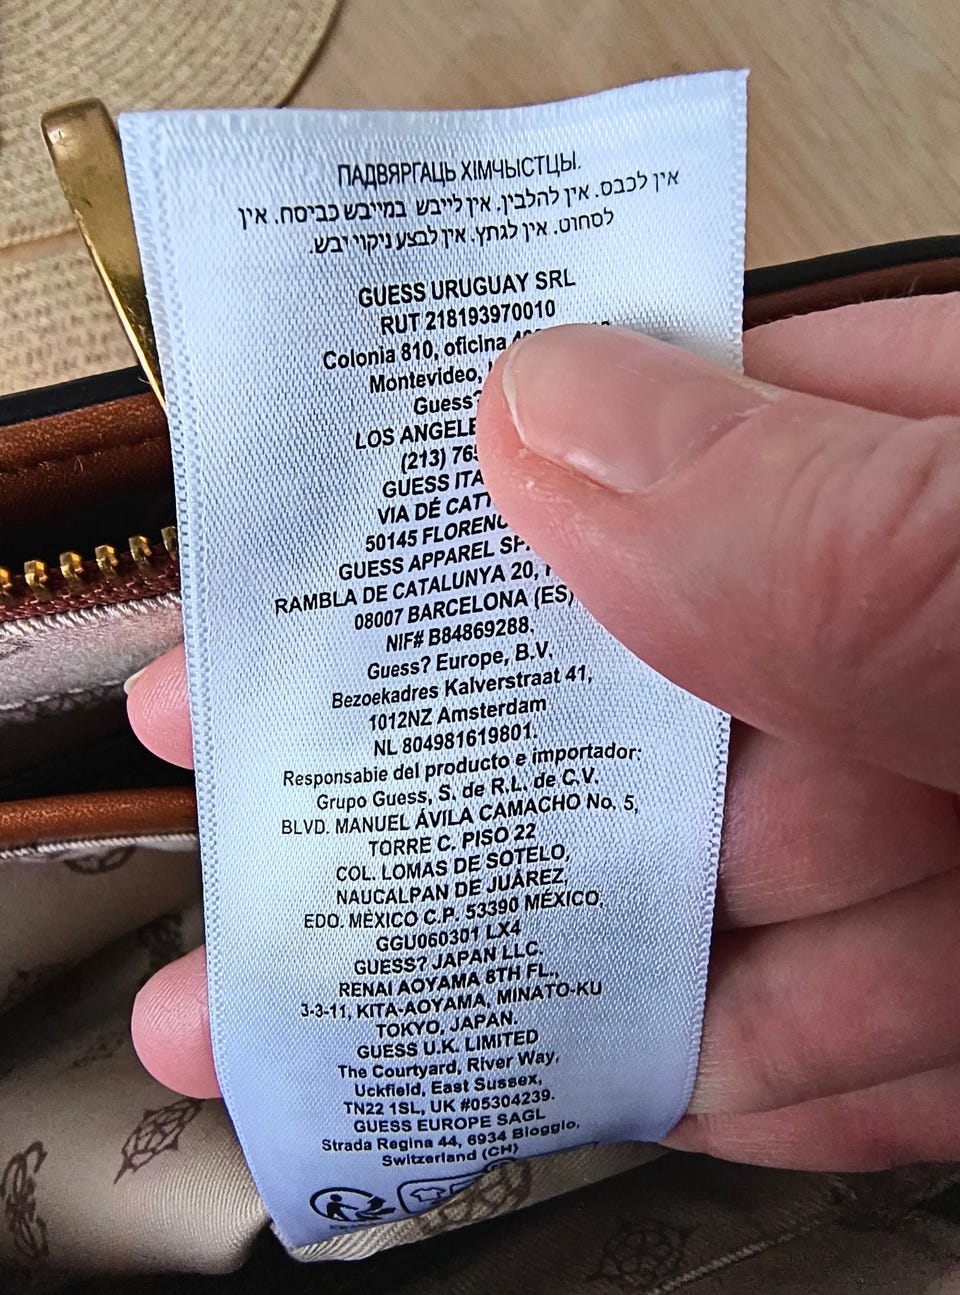 ПАДВЯРГАЦЬ ХІМЧЫСТЦЫ.
אין לכבס. אין להלבין. אין לייבש במייבש כביסה. אין
לסחוט. אין לגהץ. אין לבצע ניקוי יבש.
GUESS URUGUAY SRL
RUT 218193970010
Colonia 810, oficina
Montevideo,
Guess?
LOS ANGELE
(213) 76
GUESS ITA
VIA DÉ CATT
50145 FLORENC
GUESS APPAREL SP
RAMBLA DE CATALUNYA 20,
08007 BARCELONA (ES)
NIF# B84869288.
Guess? Europe, B.V.
Bezoekadres Kalverstraat 41,
1012NZ Amsterdam
NL 804981619801.
Responsabie del producto e importador:
Grupo Guess, S. de R.L. de C.V.
BLVD. MANUEL ÁVILA CAMACHO No. 5,
TORRE C. PISO 22
COL. LOMAS DE SOTELO,
NAUCALPAN DE JUÁREZ,
EDO. MÉXICO C.P. 53390 MÉXICO.
GGU060301 LX4
GUESS? JAPAN LLC.
RENAI AOYAMA 8TH FL.,
3-3-11, KITA-AOYAMA, MINATO-KU
TOKYO, JAPAN.
GUESS U.K. LIMITED
The Courtyard, River Way,
Uckfield, East Sussex,
TN22 1SL, UK #05304239.
GUESS EUROPE SAGL
Strada Regina 44, 6934 Bioggio,
Switzerland (CH)